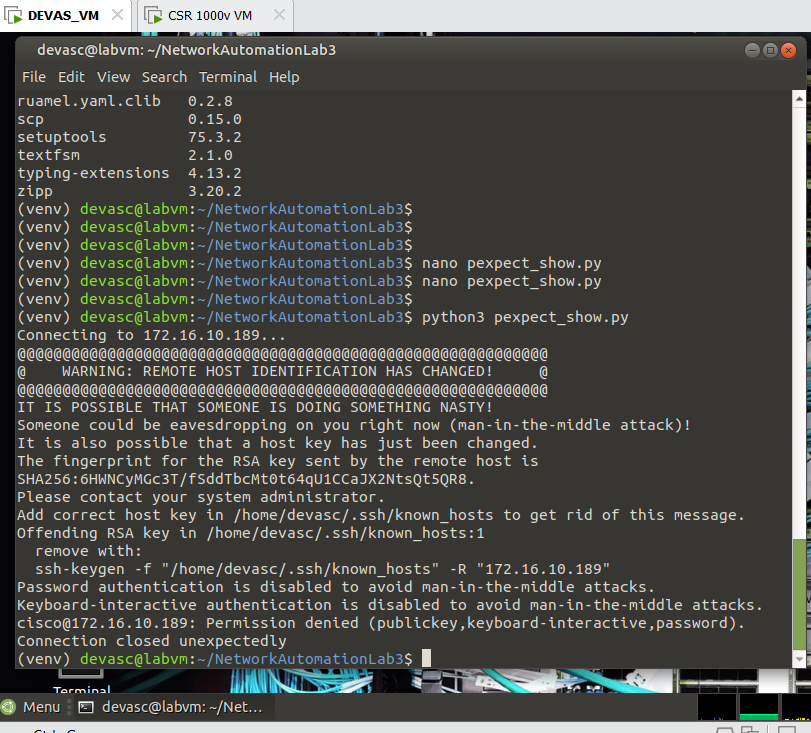 DEVAS_VM
CSR 1000v VM
devasc@labvm: ~/NetworkAutomationLab3
File Edit View Search Terminal Help
ruamel.yaml.clib 0.2.8
scp 0.15.0
setuptools 75.3.2
textfsm 2.1.0
typing-extensions 4.13.2
zipp 3.20.2
(venv) devasc@labvm:~/NetworkAutomationLab3$
(venv) devasc@labvm:~/NetworkAutomationLab3$
(venv) devasc@labvm:~/NetworkAutomationLab3$
(venv) devasc@labvm:~/NetworkAutomationLab3$ nano pexpect_show.py
(venv) devasc@labvm:~/NetworkAutomationLab3$ nano pexpect_show.py
(venv) devasc@labvm:~/NetworkAutomationLab3$
(venv) devasc@labvm:~/NetworkAutomationLab3$ python3 pexpect_show.py
Connecting to 172.16.10.189...
@@@@@@@@@@@@@@@@@@@@@@@@@@@@@@@@@@@@@@@@@@@@@@@@@@@@@@@@@@@
@    WARNING: REMOTE HOST IDENTIFICATION HAS CHANGED!     @
@@@@@@@@@@@@@@@@@@@@@@@@@@@@@@@@@@@@@@@@@@@@@@@@@@@@@@@@@@@
IT IS POSSIBLE THAT SOMEONE IS DOING SOMETHING NASTY!
Someone could be eavesdropping on you right now (man-in-the-middle attack)!
It is also possible that a host key has just been changed.
The fingerprint for the RSA key sent by the remote host is
SHA256:6HWNCyMGc3T/fSddTbcMt0t64qU1CCaJX2NtsQt5QR8.
Please contact your system administrator.
Add correct host key in /home/devasc/.ssh/known_hosts to get rid of this message.
Offending RSA key in /home/devasc/.ssh/known_hosts:1
remove with:
ssh-keygen -f "/home/devasc/.ssh/known_hosts" -R "172.16.10.189"
Password authentication is disabled to avoid man-in-the-middle attacks.
Keyboard-interactive authentication is disabled to avoid man-in-the-middle attacks.
cisco@172.16.10.189: Permission denied (publickey,keyboard-interactive,password).
Connection closed unexpectedly
(venv) devasc@labvm:~/NetworkAutomationLab3$
Terminal
Menu devasc@labvm: ~/Net...